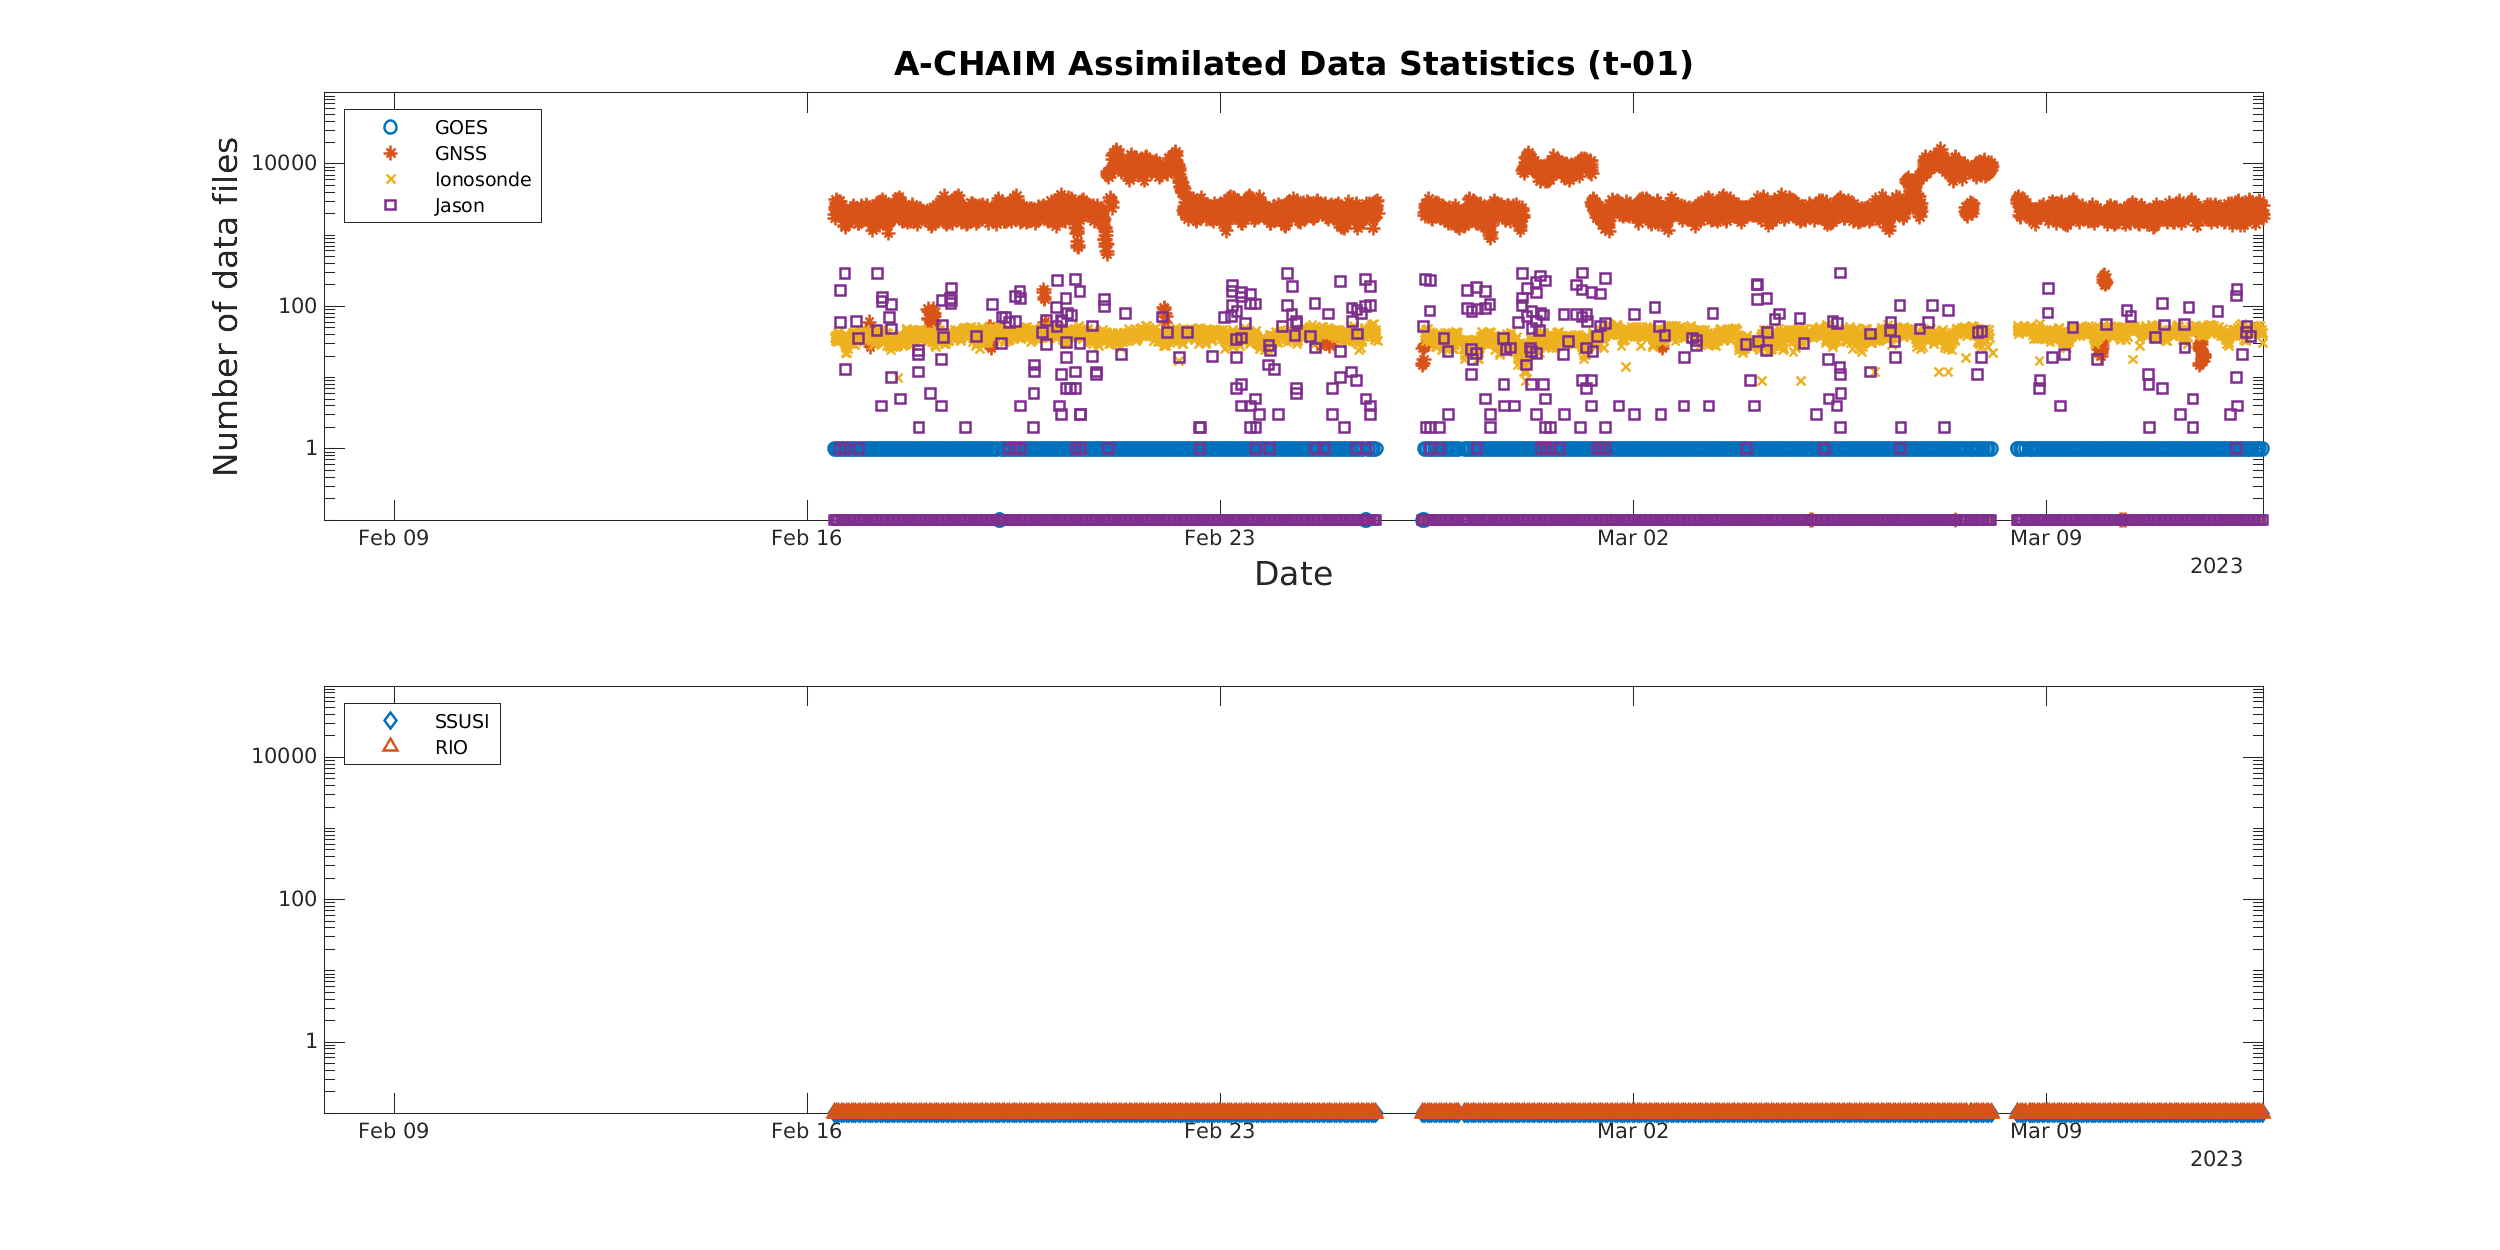 A-CHAIM Assimilated Data Statistics (t-01)
Number of data files
10000
100
1
GOES
GNSS
Ionosonde
Jason
Feb 09 Feb 16 Feb 23 Mar 02 Mar 09
2023
Date
10000
100
1
SSUSI
RIO
Feb 09 Feb 16 Feb 23 Mar 02 Mar 09
2023